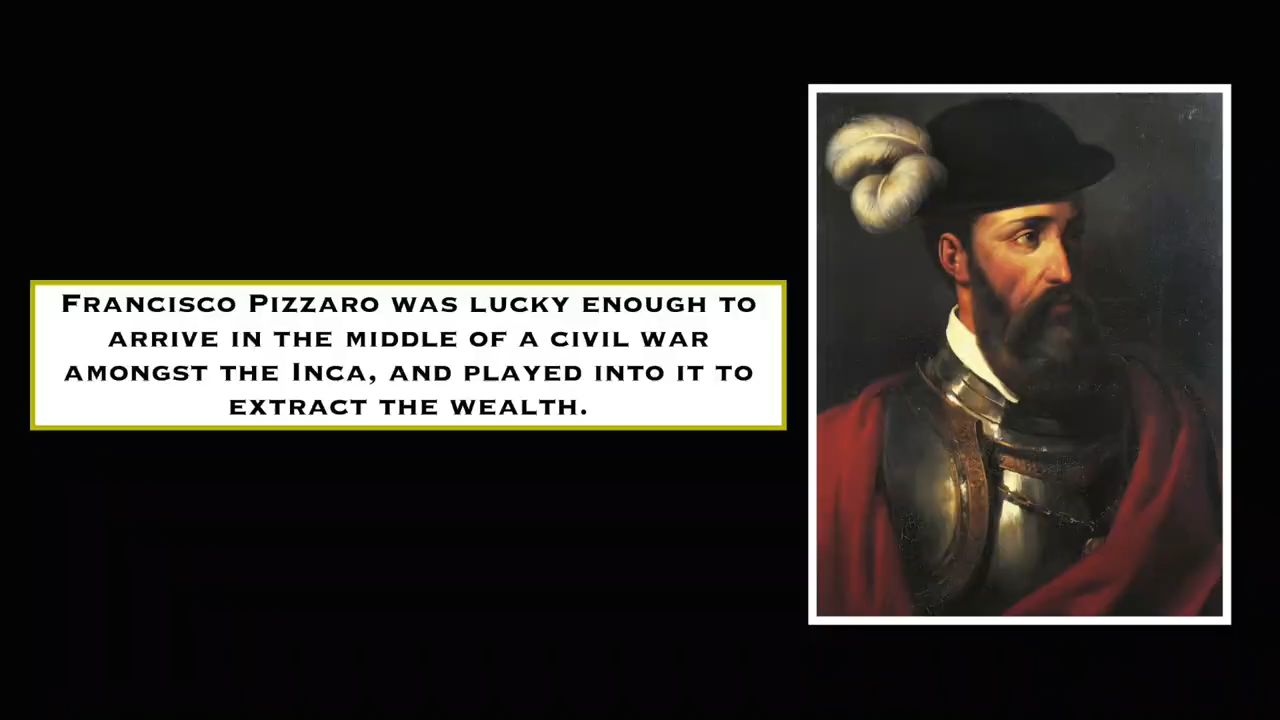 Francisco Pizzaro was lucky enough to
arrive in the middle of a civil war
amongst the Inca, and played into it to
extract the wealth.